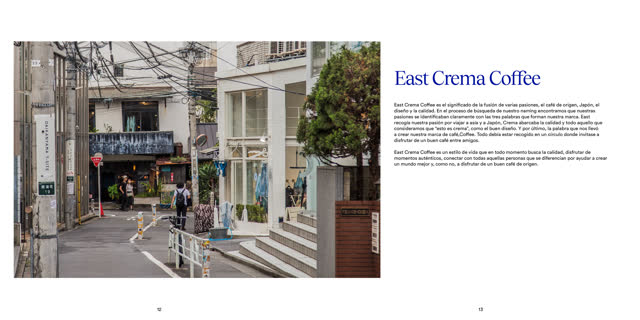 DAIKANYAMA T-SITE
East Crema Coffee
East Crema Coffee es el significado de la fusión de varias pasiones, el café de origen, Japón, el
diseño y la calidad. En el proceso de búsqueda de nuestro naming encontramos que nuestras
pasiones se identificaban claramente con las tres palabras que forman nuestra marca. East
recogía nuestra pasión por viajar a asia y a Japón, Crema abarcaba la calidad y todo aquello que
consideramos que "esto es crema", como el buen diseño. Y por último, la palabra que nos llevó
a crear nuestra marca de café,Coffee. Todo debía estar recogido en un círculo donde invitase a
disfrutar de un buen café entre amigos.
East Crema Coffee es un estilo de vida que en todo momento busca la calidad, disfrutar de
momentos auténticos, conectar con todas aquellas personas que se diferencian por ayudar a crear
un mundo mejor y, como no, a disfrutar de un buen café de origen.
12
13